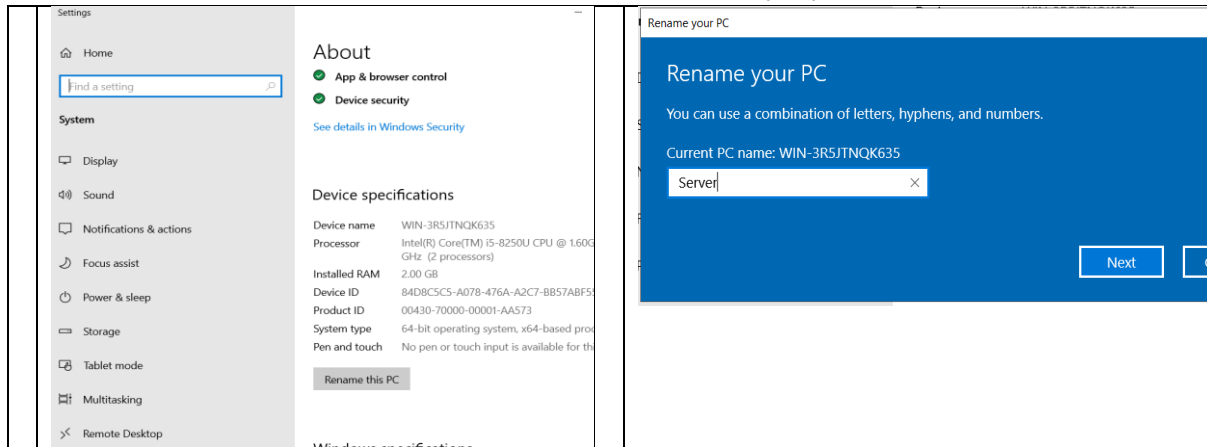 Settings
Home
Find a setting
System
Display
Sound
Notifications & actions
Focus assist
Power & sleep
Storage
Tablet mode
Multitasking
Remote Desktop
About
App & browser control
Device security
See details in Windows Security
Device specifications
Device name WIN-3R5JTNQK635
Processor Intel(R) Core(TM) i5-8250U CPU @ 1.60G
GHz (2 processors)
Installed RAM 2.00 GB
Device ID 84D8C5C5-A078-476A-A2C7-BB57ABF5
Product ID 00430-70000-00001-AA573
System type 64-bit operating system, x64-based proc
Pen and touch No pen or touch input is available for thi
Rename this PC
Rename your PC
Rename your PC
You can use a combination of letters, hyphens, and numbers.
Current PC name: WIN-3R5JTNQK635
Server
Next